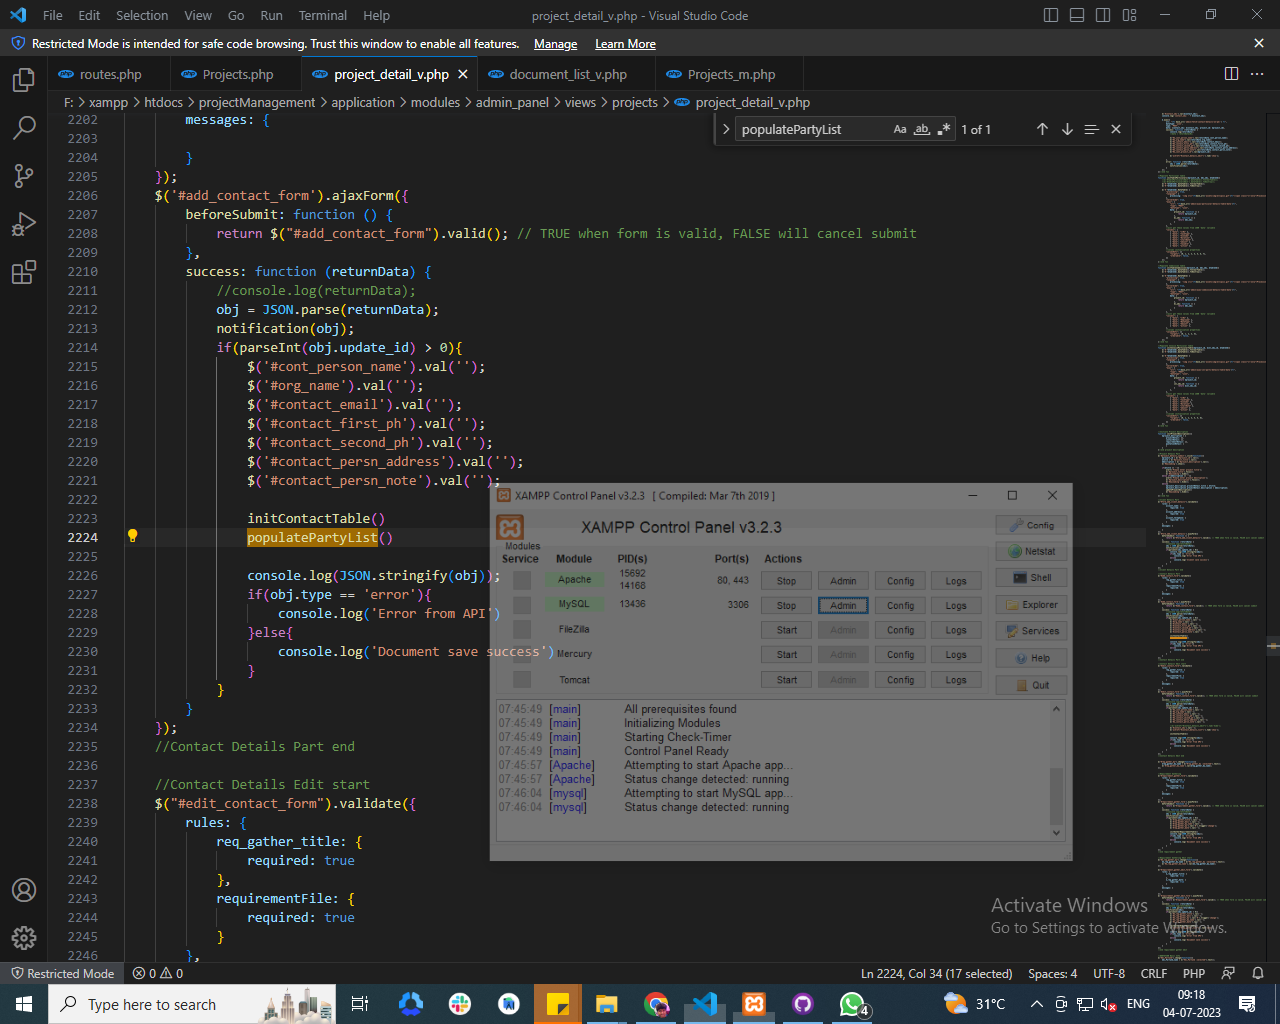 File Edit Selection View Go Run Terminal Help
project_detail_v.php - Visual Studio Code
Restricted Mode is intended for safe code browsing. Trust this window to enable all features. Manage Learn More
routes.php Projects.php project_detail_v.php document_list_v.php Projects_m.php
F: > xampp > htdocs > projectManagement > application > modules > admin_panel > views > projects > project_detail_v.php
populatePartyList Aa ab .* 1 of 1
2202 messages: {
2203
2204 }
2205 });
2206 $('#add_contact_form').ajaxForm({
2207 beforeSubmit: function () {
2208 return $("#add_contact_form").valid(); // TRUE when form is valid, FALSE will cancel submit
2209 },
2210 success: function (returnData) {
2211 //console.log(returnData);
2212 obj = JSON.parse(returnData);
2213 notification(obj);
2214 if(parseInt(obj.update_id) > 0){
2215 $('#cont_person_name').val('');
2216 $('#org_name').val('');
2217 $('#contact_email').val('');
2218 $('#contact_first_ph').val('');
2219 $('#contact_second_ph').val('');
2220 $('#contact_persn_address').val('');
2221 $('#contact_persn_note').val('');
2222
2223 initContactTable()
2224 populatePartyList()
2225
2226 console.log(JSON.stringify(obj));
2227 if(obj.type == 'error'){
2228 console.log('Error from API')
2229 }else{
2230 console.log('Document save success')
2231 }
2232 }
2233 }
2234 });
2235 //Contact Details Part end
2236
2237 //Contact Details Edit start
2238 $("#edit_contact_form").validate({
2239 rules: {
2240 req_gather_title: {
2241 required: true
2242 },
2243 requirementFile: {
2244 required: true
2245 }
2246 },
XAMPP Control Panel v3.2.3 [ Compiled: Mar 7th 2019 ]
XAMPP Control Panel v3.2.3
Modules
Service Module PID(s) Port(s) Actions
Apache 15692 14168 80, 443 Stop Admin Config Logs
MySQL 13436 3306 Stop Admin Config Logs
FileZilla Start Admin Config Logs
Mercury Start Admin Config Logs
Tomcat Start Admin Config Logs
Config
Netstat
Shell
Explorer
Services
Help
Quit
07:45:49 [main] All prerequisites found
07:45:49 [main] Initializing Modules
07:45:49 [main] Starting Check-Timer
07:45:49 [main] Control Panel Ready
07:45:57 [Apache] Attempting to start Apache app...
07:45:57 [Apache] Status change detected: running
07:46:04 [mysql] Attempting to start MySQL app...
07:46:04 [mysql] Status change detected: running
Activate Windows
Go to Settings to activate Windows.
Restricted Mode 0 0 Ln 2224, Col 34 (17 selected) Spaces: 4 UTF-8 CRLF PHP
Type here to search 4 31°C ENG 09:18
04-07-2023